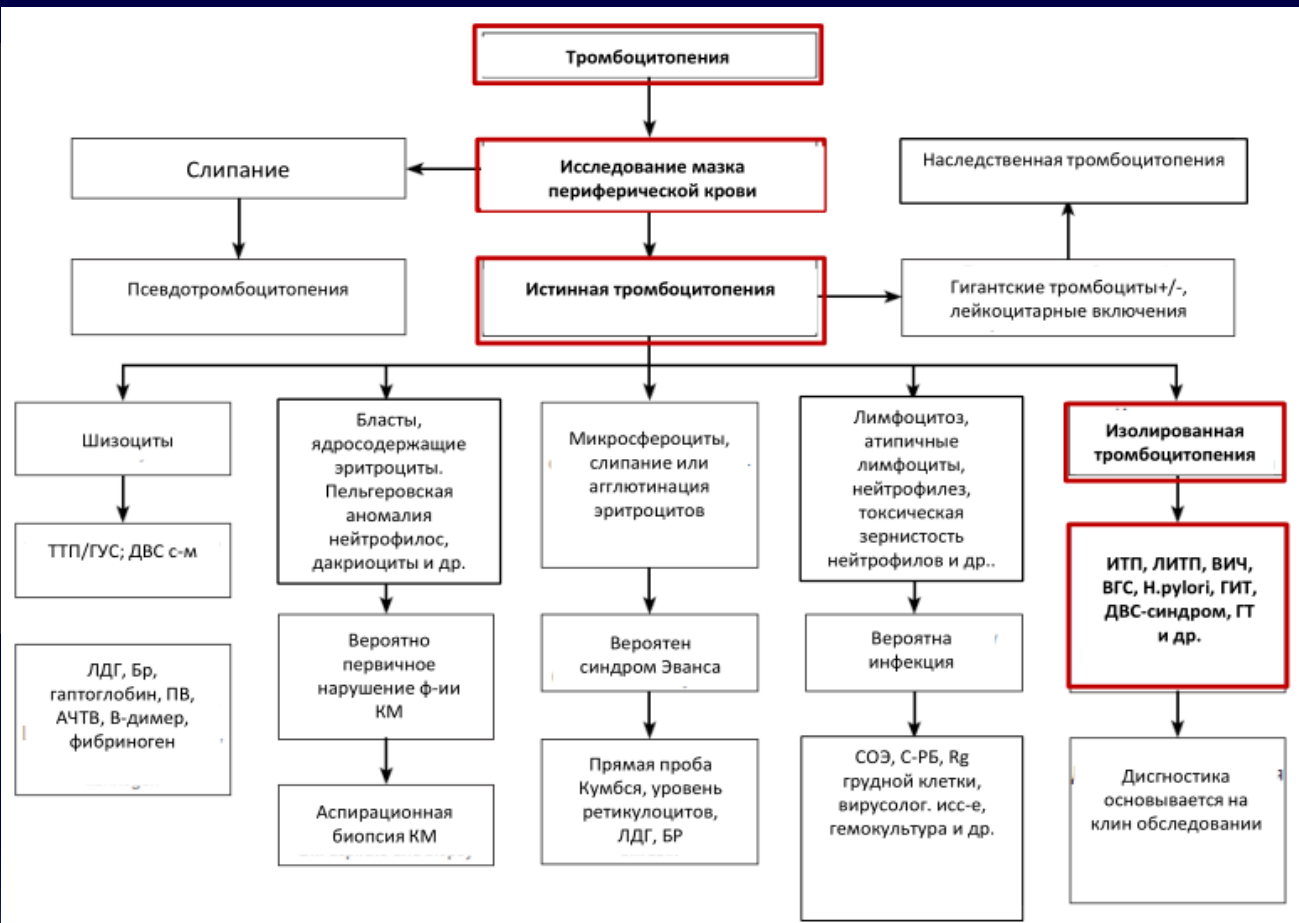 Тромбоцитопения
Слипание
Исследование мазка
периферической крови
Наследственная тромбоцитопения
Псевдотромбоцитопения
Истинная тромбоцитопения
Гигантские тромбоциты+/-,
лейкоцитарные включения
Шизоциты
ТТП/ГУС; ДВС с-м
ЛДГ, Бр,
гаптоглобин, ПВ,
АЧТВ, В-димер,
фибриноген
Бласты,
ядросодержащие
эритроциты.
Пельгеровская
аномалия
нейтрофилос,
дакриоциты и др.
Вероятно
первичное
нарушение ф-ии
КМ
Аспирационная
биопсия КМ
Микросфероциты,
слипание или
агглютинация
эритроцитов
Вероятен
синдром Эванса
Прямая проба
Кумбся, уровень
ретикулоцитов,
ЛДГ, БР
Лимфоцитоз,
атипичные
лимфоциты,
нейтрофилез,
токсическая
зернистость
нейтрофилов и др..
Вероятна
инфекция
СОЭ, С-РБ, Rg
грудной клетки,
вирусолог. исс-е,
гемокультура и др.
Изолированная
тромбоцитопения
ИТП, ЛИТП, ВИЧ,
ВГС, H.pylori, ГИТ,
ДВС-синдром, ГТ
и др.
Дисгностика
основывается на
клин обследовании